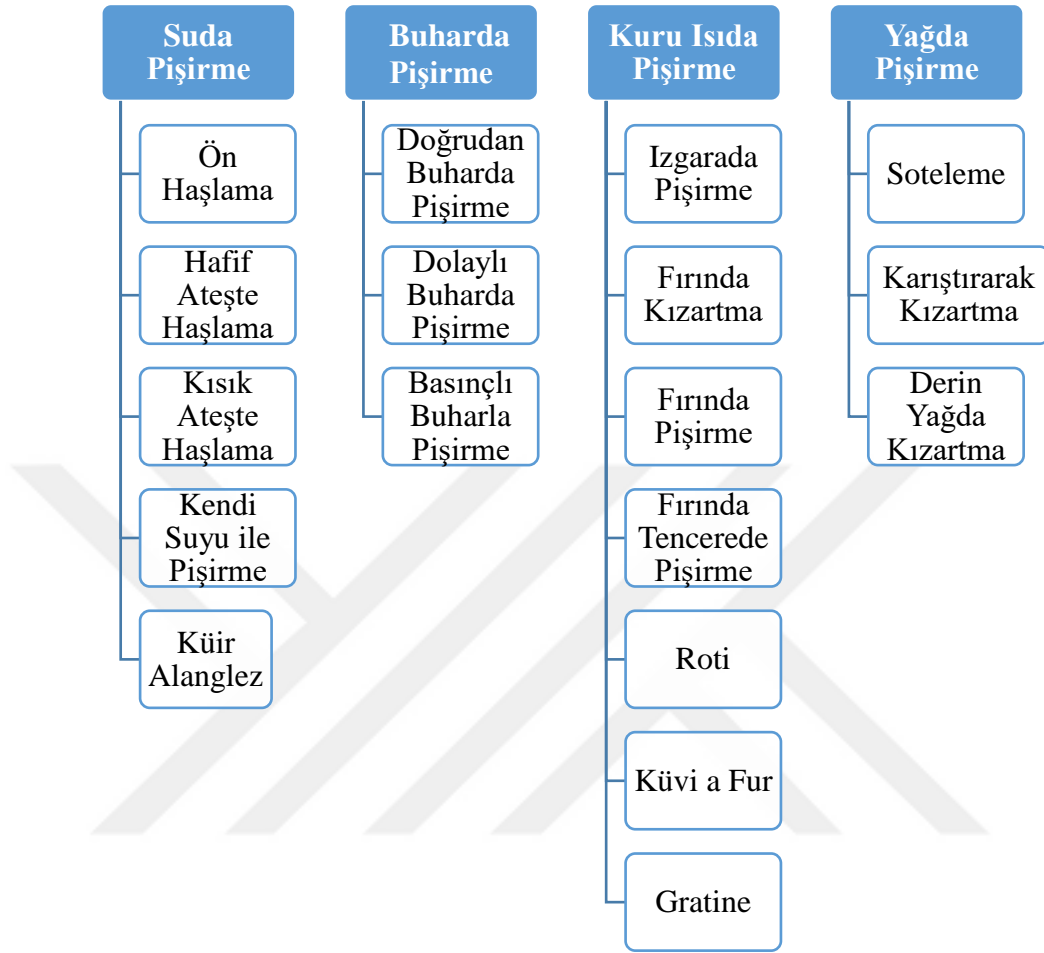 Suda
Pişirme
Ön
Haşlama
Hafif
Ateşte
Haşlama
Kısık
Ateşte
Haşlama
Kendi
Suyu ile
Pişirme
Küir
Alanglez
Buharda
Pişirme
Doğrudan
Buharda
Pişirme
Dolaylı
Buharda
Pişirme
Basınçlı
Buharla
Pişirme
Kuru Isıda
Pişirme
Izgarada
Pişirme
Fırında
Kızartma
Fırında
Pişirme
Fırında
Tencerede
Pişirme
Roti
Küvi a Fur
Gratine
Yağda
Pişirme
Soteleme
Karıştırarak
Kızartma
Derin
Yağda
Kızartma